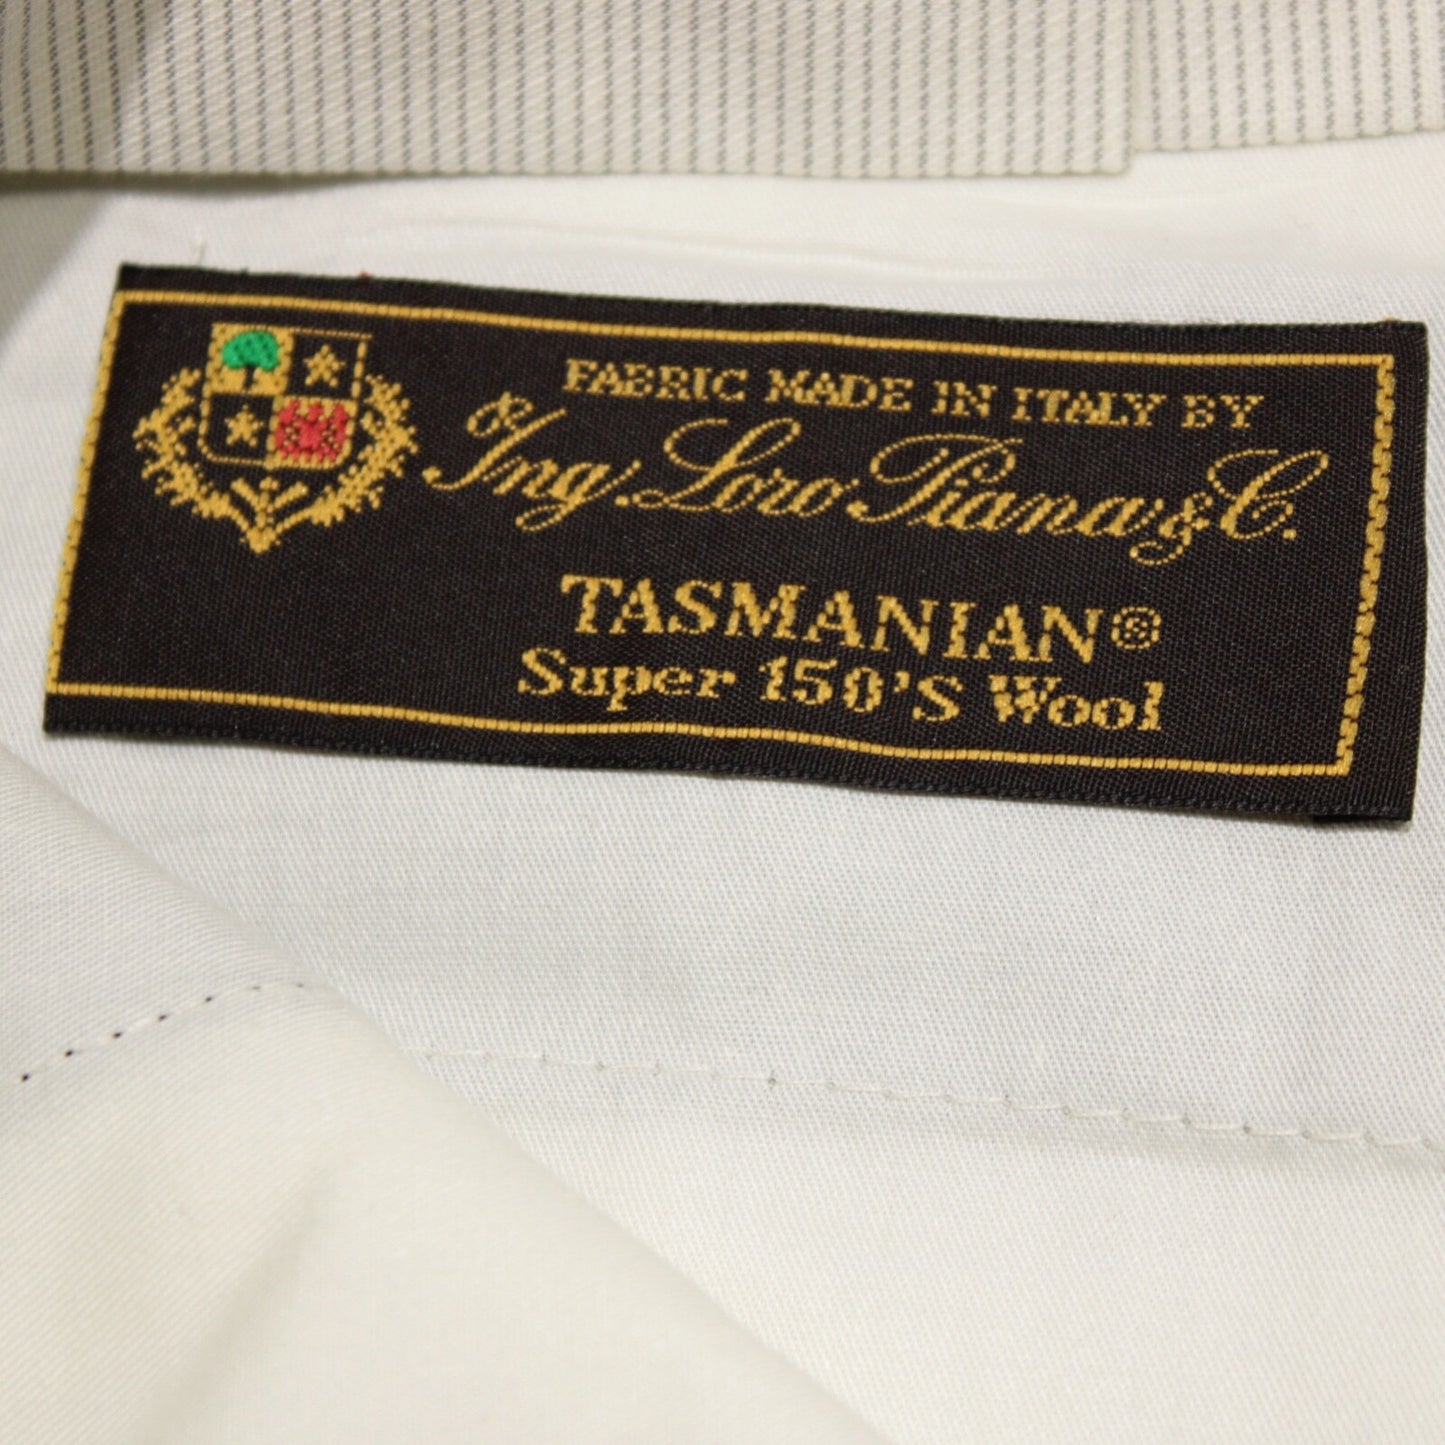 FABRIC MADE IN ITALY BY
Ing. Loro Piana & C.
TASMANIAN®
Super 150'S Wool